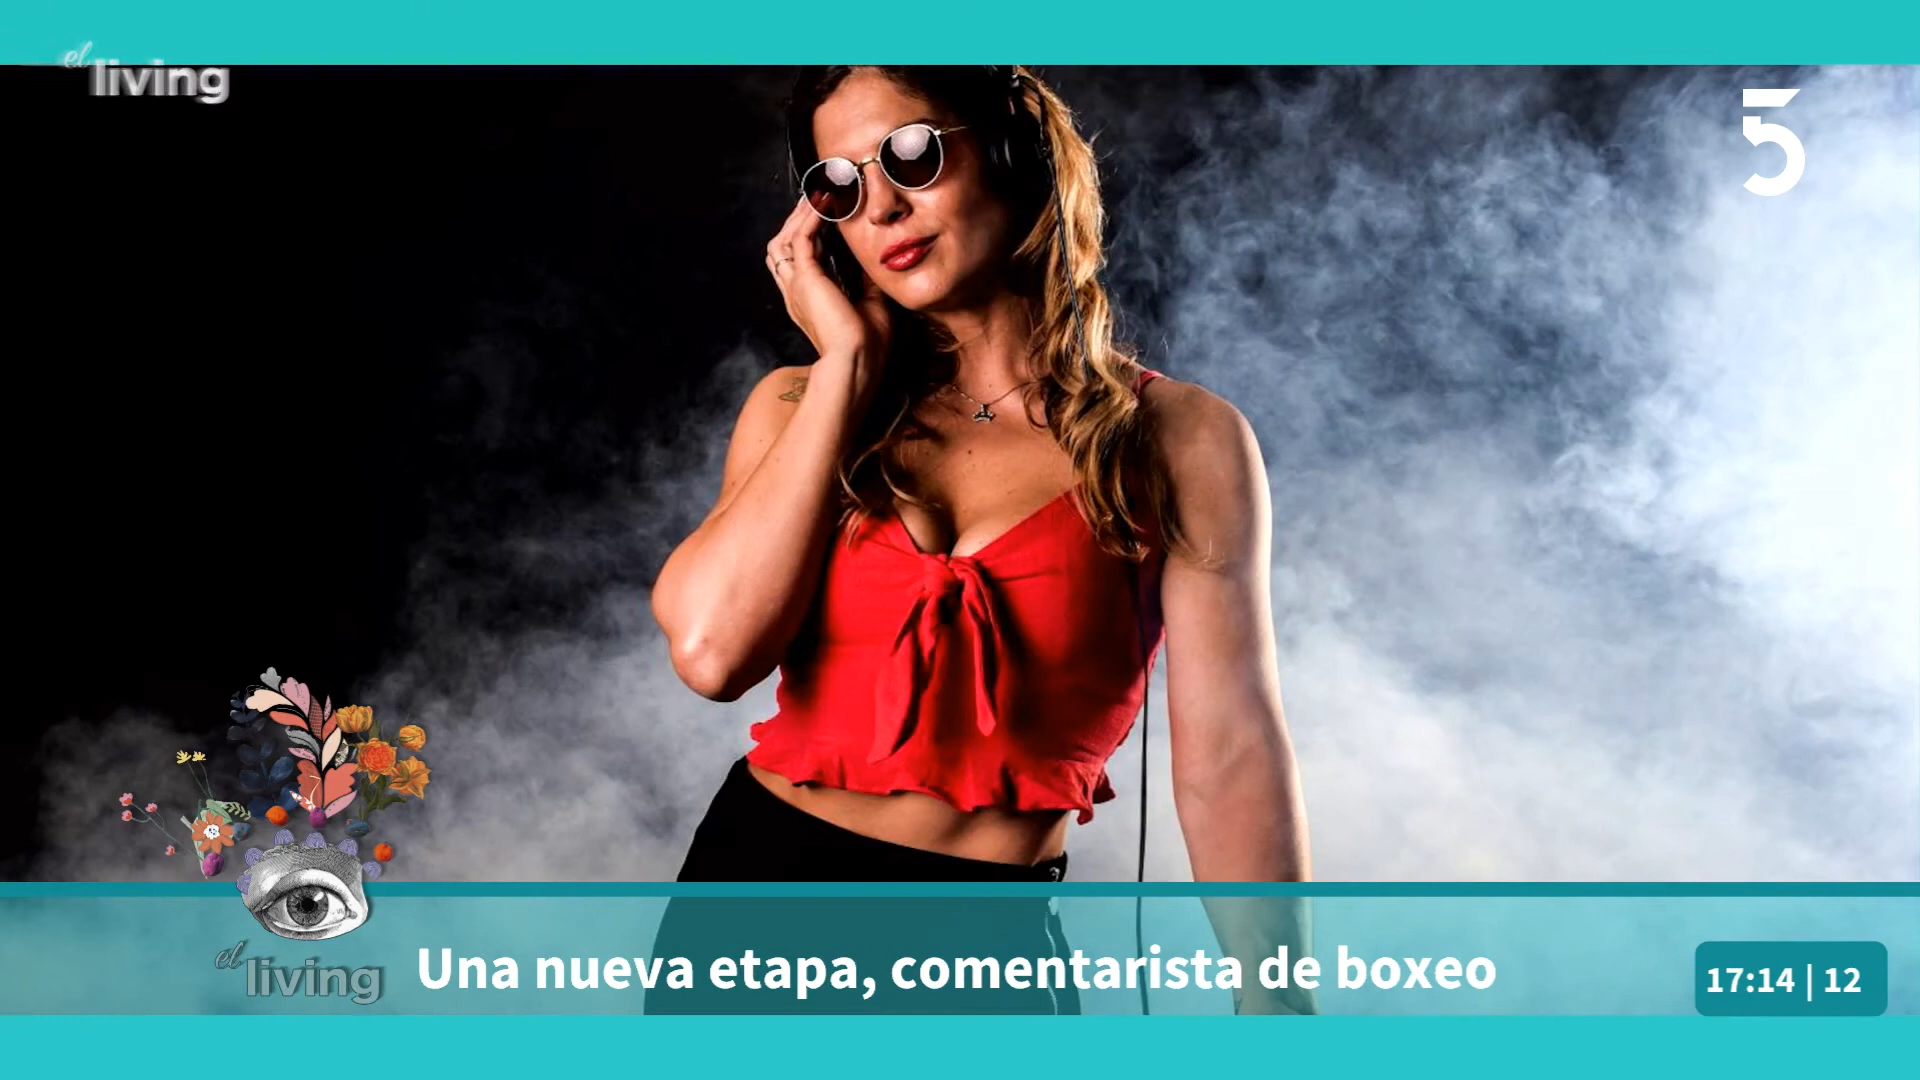 el
living
5
el
living
Una nueva etapa, comentarista de boxeo
17:14 | 12